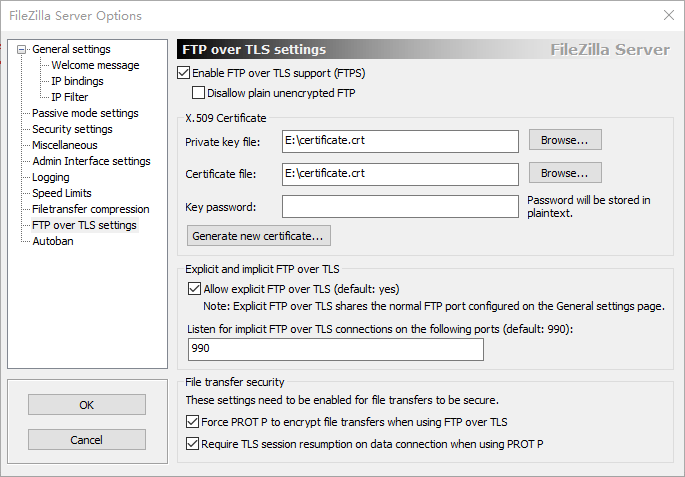 FileZilla Server Options
General settings
Welcome message
IP bindings
IP Filter
Passive mode settings
Security settings
Miscellaneous
Admin Interface settings
Logging
Speed Limits
Filetransfer compression
FTP over TLS settings
Autoban
OK
Cancel
FTP over TLS settings
FileZilla Server
Enable FTP over TLS support (FTPS)
Disallow plain unencrypted FTP
X.509 Certificate
Private key file: E:\certificate.crt Browse...
Certificate file: E:\certificate.crt Browse...
Key password: Password will be stored in
plaintext.
Generate new certificate...
Explicit and implicit FTP over TLS
Allow explicit FTP over TLS (default: yes)
Note: Explicit FTP over TLS shares the normal FTP port configured on the General settings page.
Listen for implicit FTP over TLS connections on the following ports (default: 990):
990
File transfer security
These settings need to be enabled for file transfers to be secure.
Force PROT P to encrypt file transfers when using FTP over TLS
Require TLS session resumption on data connection when using PROT P